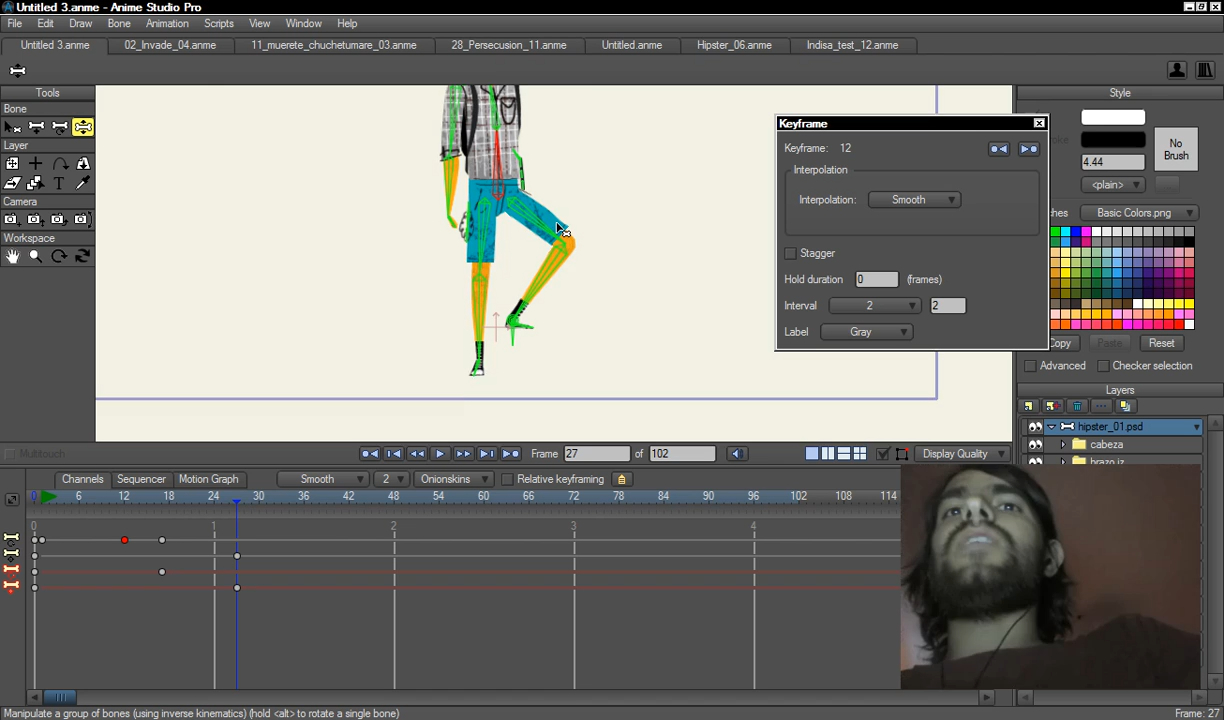 Untitled 3.anme - Anime Studio Pro
File Edit Draw Bone Animation Scripts View Window Help
Untitled 3.anme 02_Invade_04.anme 11_muerete_chuchetumare_03.anme 28_Persecusion_11.anme Untitled.anme Hipster_06.anme Indisa_test_12.anme
Tools
Bone
Layer
Camera
Workspace
Keyframe
Keyframe: 12
Interpolation
Interpolation: Smooth
Stagger
Hold duration 0 (frames)
Interval 2 2
Label Gray
Style
4.44
No Brush
<plain>
ches Basic Colors.png
Copy Paste Reset
Advanced Checker selection
Layers
hipster_01.psd
cabeza
brazo iz
Multitouch
Frame 27 of 102
Display Quality
Channels Sequencer Motion Graph Smooth 2 Onionskins Relative keyframing
0 6 12 18 24 30 36 42 48 54 60 66 72 78 84 90 96 102 108 114
0 1 2 3 4
Manipulate a group of bones (using inverse kinematics) (hold <alt> to rotate a single bone)
Frame: 27